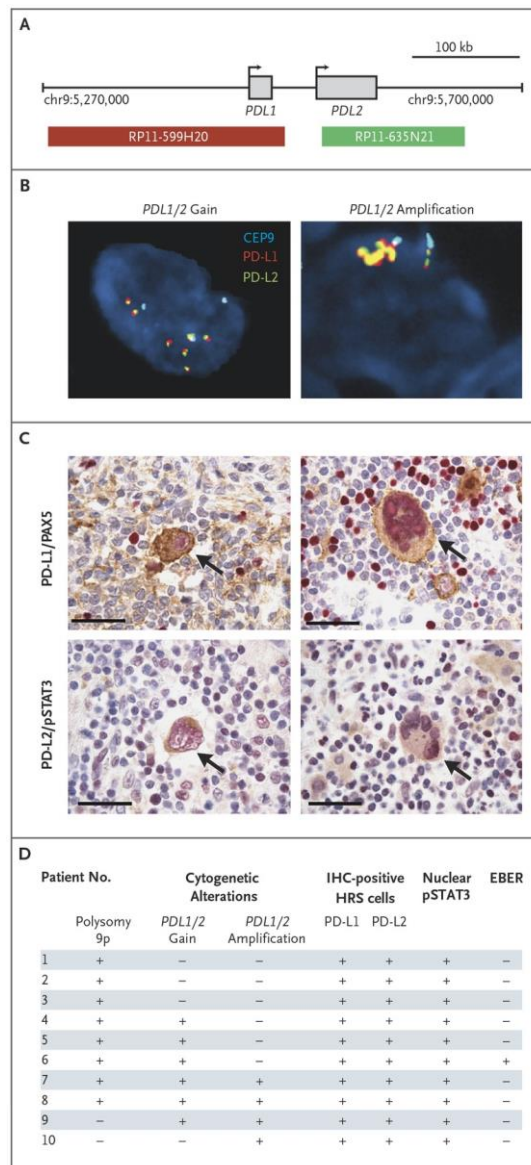 A
100 kb
chr9:5,270,000
PDL1
PDL2
chr9:5,700,000
RP11-599H20
RP11-635N21
B
PDL1/2 Gain
PDL1/2 Amplification
CEP9
PD-L1
PD-L2
C
PD-L1/PAX5
PD-L2/pSTAT3
D
Patient No. Cytogenetic Alterations IHC-positive HRS cells Nuclear pSTAT3 EBER
Polysomy 9p PDL1/2 Gain PDL1/2 Amplification PD-L1 PD-L2
1 + – – + + + –
2 + – – + + + –
3 + – – + + + –
4 + + – + + + –
5 + + – + + + –
6 + + – + + + +
7 + + + + + + –
8 + + + + + + –
9 – + + + + + –
10 – – + + + + –